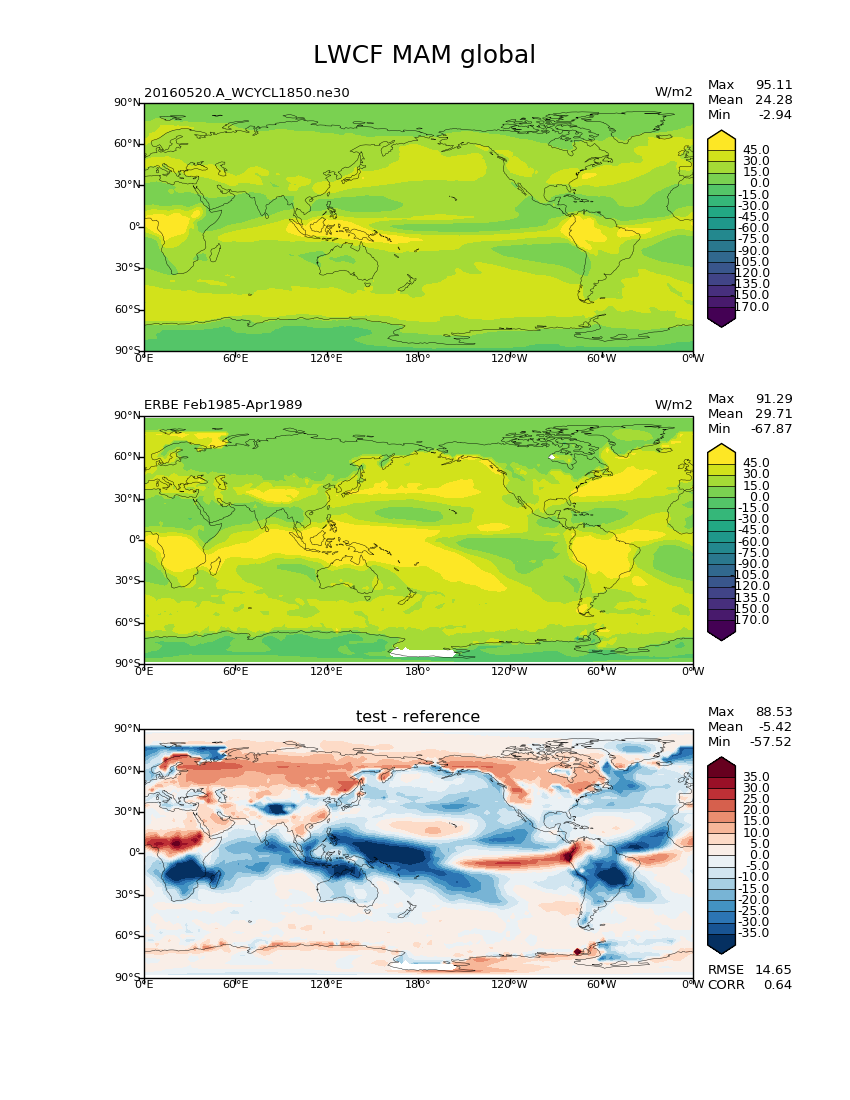 LWCF MAM global
20160520.A_WCYCL1850.ne30 W/m2
Max 95.11
Mean 24.28
Min -2.94
90°N
60°N
30°N
0°
30°S
60°S
90°S
0°E 60°E 120°E 180° 120°W 60°W 0°W
45.0
30.0
15.0
0.0
-15.0
-30.0
-45.0
-60.0
-75.0
-90.0
-105.0
-120.0
-135.0
-150.0
-170.0
ERBE Feb1985-Apr1989 W/m2
Max 91.29
Mean 29.71
Min -67.87
90°N
60°N
30°N
0°
30°S
60°S
90°S
0°E 60°E 120°E 180° 120°W 60°W 0°W
45.0
30.0
15.0
0.0
-15.0
-30.0
-45.0
-60.0
-75.0
-90.0
-105.0
-120.0
-135.0
-150.0
-170.0
test - reference
Max 88.53
Mean -5.42
Min -57.52
90°N
60°N
30°N
0°
30°S
60°S
90°S
0°E 60°E 120°E 180° 120°W 60°W 0°W
35.0
30.0
25.0
20.0
15.0
10.0
5.0
0.0
-5.0
-10.0
-15.0
-20.0
-25.0
-30.0
-35.0
RMSE 14.65
CORR 0.64